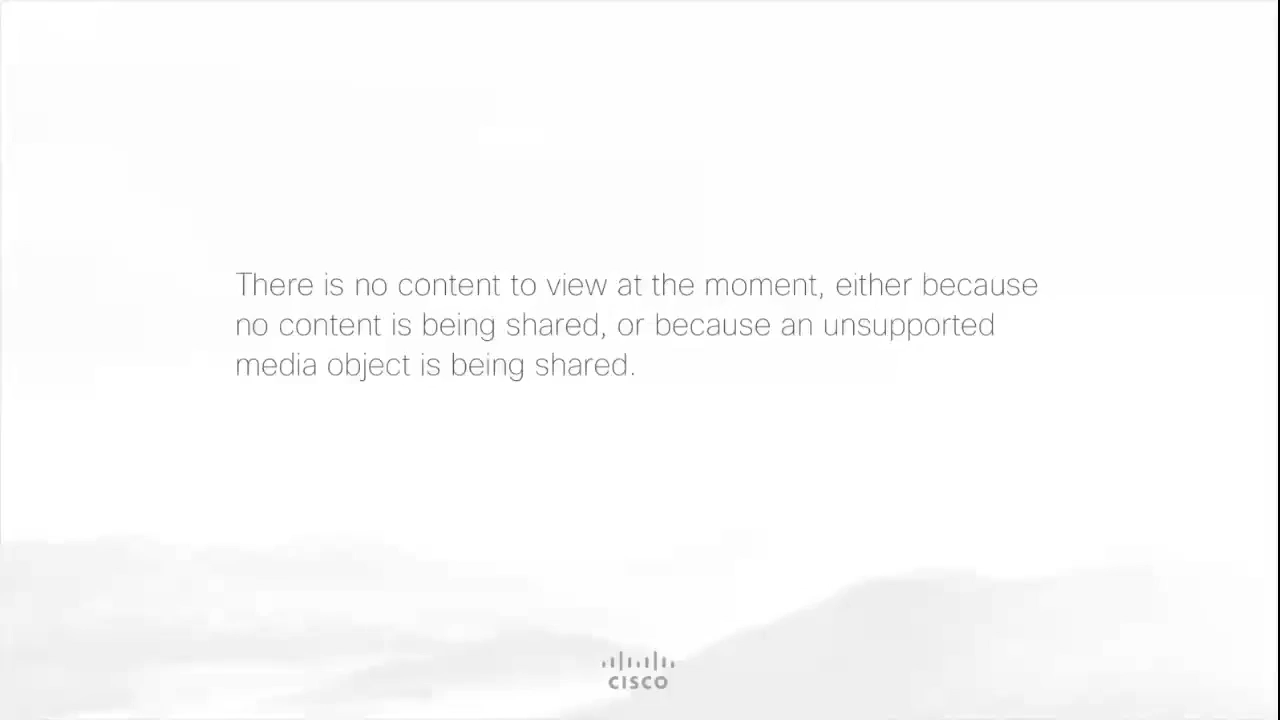 There is no content to view at the moment, either because
no content is being shared, or because an unsupported
media object is being shared.
CISCO